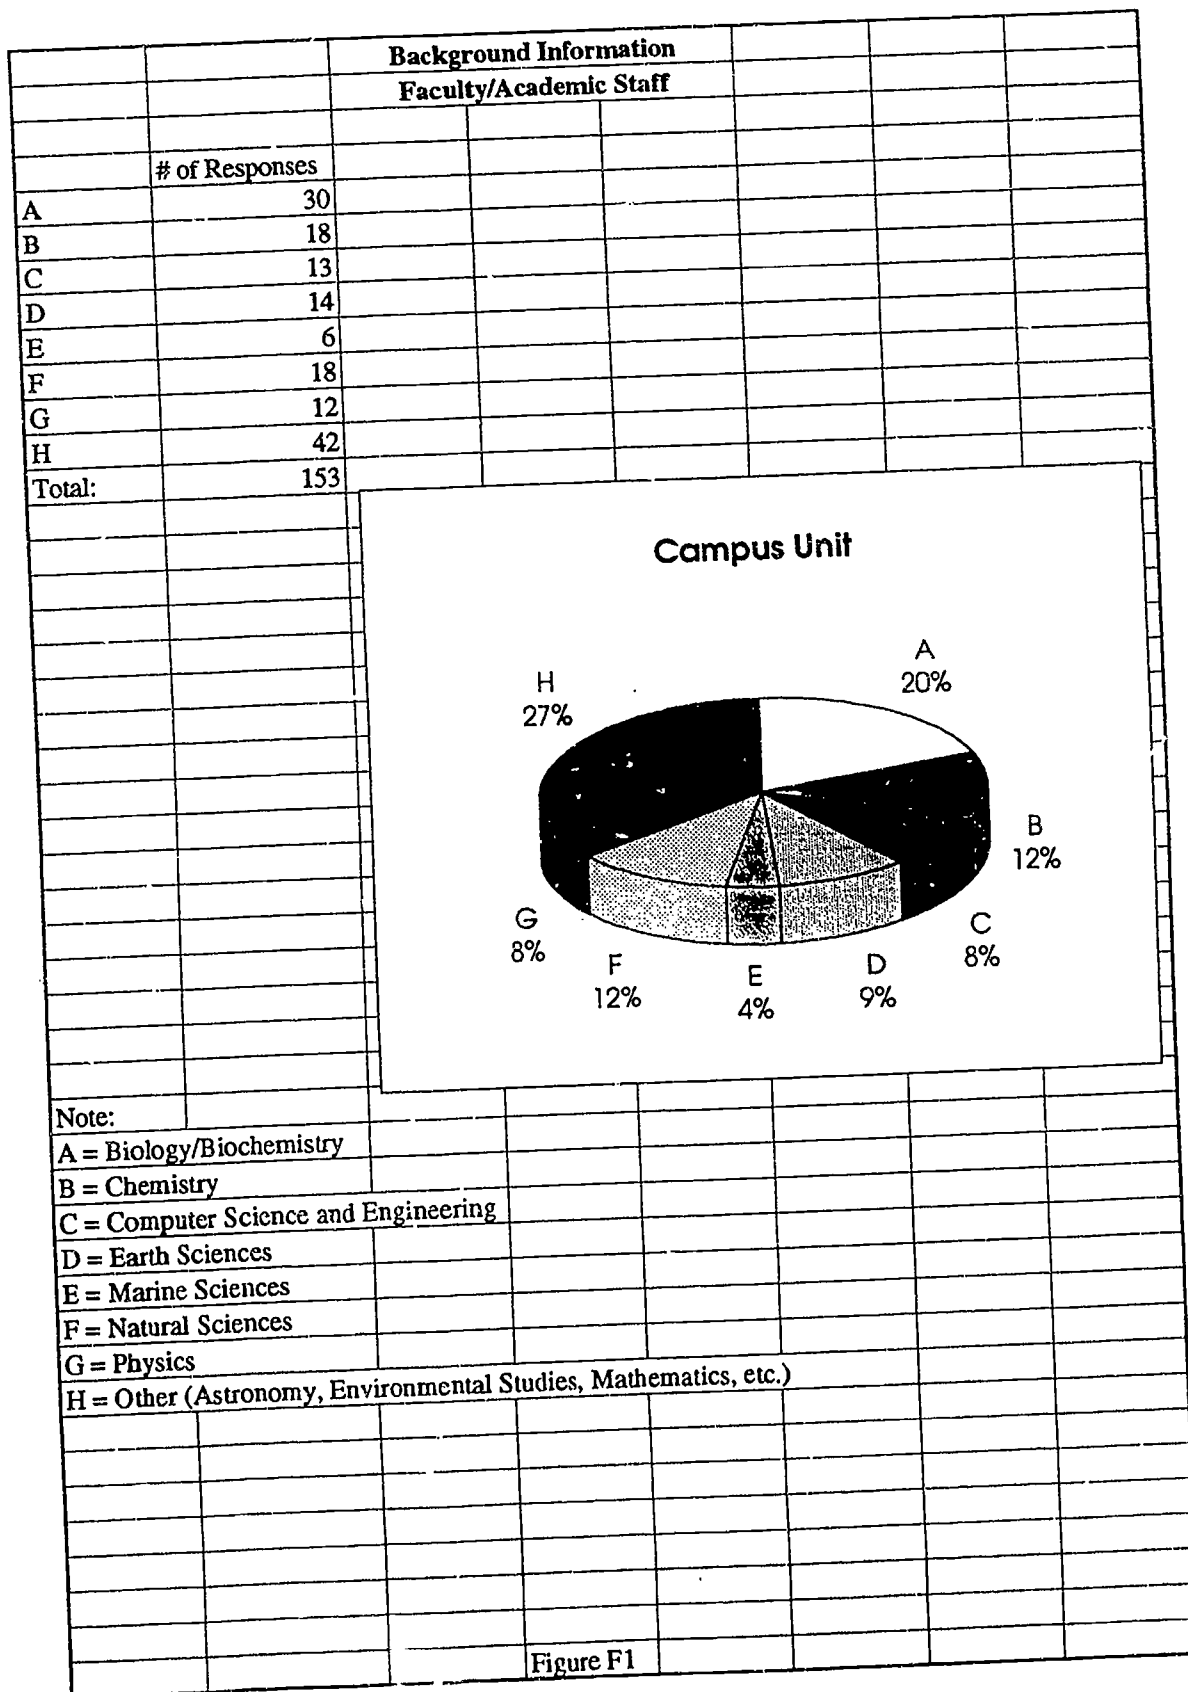 Background Information
Faculty/Academic Staff
# of Responses
A 30
B 18
C 13
D 14
E 6
F 18
G 12
H 42
Total: 153
Campus Unit
A
20%
H
27%
B
12%
G
8%
F
12%
E
4%
D
9%
C
8%
Note:
A = Biology/Biochemistry
B = Chemistry
C = Computer Science and Engineering
D = Earth Sciences
E = Marine Sciences
F = Natural Sciences
G = Physics
H = Other (Astronomy, Environmental Studies, Mathematics, etc.)
Figure F1